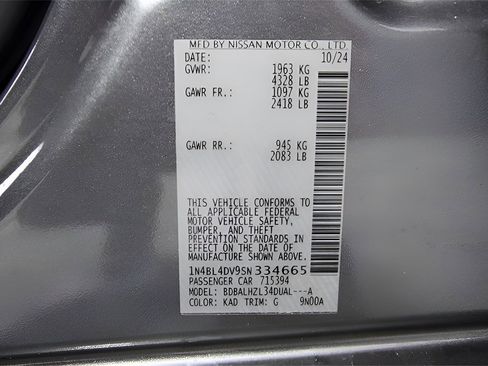 MFD BY NISSAN MOTOR CO., LTD.
DATE: 10/24
GVWR: 1963 KG
4328 LB
GAWR FR.: 1097 KG
2418 LB
GAWR RR.: 945 KG
2083 LB
THIS VEHICLE CONFORMS TO
ALL APPLICABLE FEDERAL
MOTOR VEHICLE SAFETY,
BUMPER, AND THEFT
PREVENTION STANDARDS IN
EFFECT ON THE DATE OF
MANUFACTURE SHOWN ABOVE.
1N4BL4DV9SN334665
PASSENGER CAR 715394
MODEL: BDBALHZL34DUAL---A
COLOR: KAD TRIM: G 9N00A